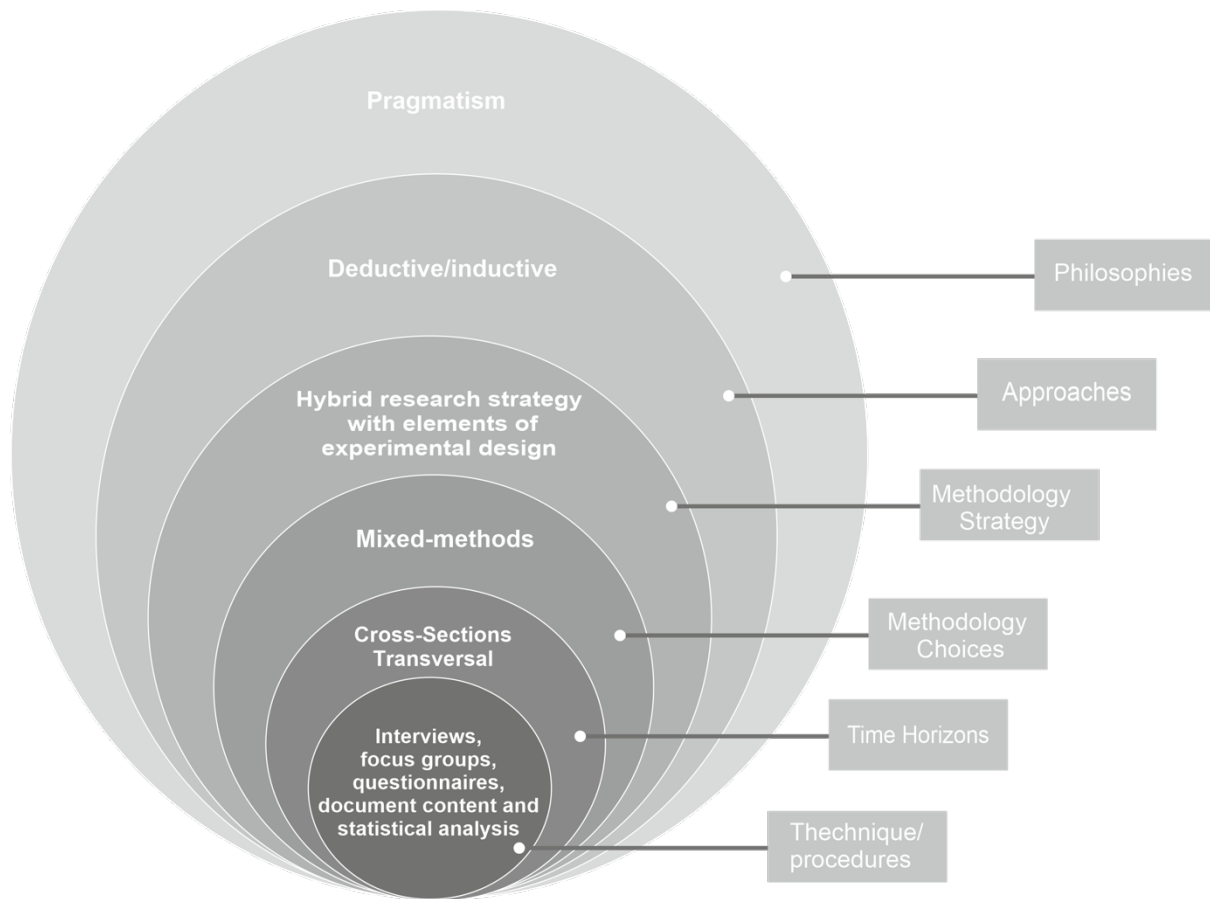 Pragmatism
Deductive/inductive
Hybrid research strategy
with elements of
experimental design
Mixed-methods
Cross-Sections
Transversal
Interviews,
focus groups,
questionnaires,
document content and
statistical analysis
Philosophies
Approaches
Methodology
Strategy
Methodology
Choices
Time Horizons
Thechnique/
procedures